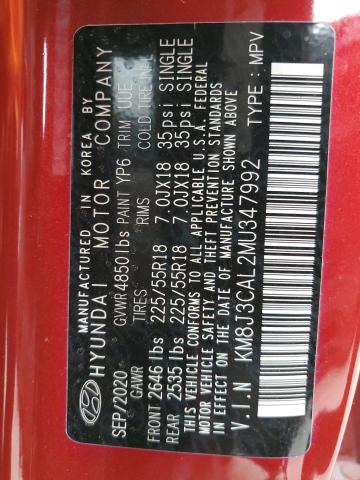 MANUFACTURED IN KOREA BY
HYUNDAI MOTOR COMPANY
SEP/2020 GVWR 4850 lbs PAINT YP6 TRIM UUE
GAWR TIRES RIMS COLD TIRE INFL
FRONT 2646 lbs 225/55R18 7.0JX18 35psi SINGLE
REAR 2535 lbs 225/55R18 7.0JX18 35psi SINGLE
THIS VEHICLE CONFORMS TO ALL APPLICABLE U.S.A. FEDERAL
MOTOR VEHICLE SAFETY, BUMPER, AND THEFT PREVENTION
STANDARDS IN EFFECT ON THE DATE OF MANUFACTURE SHOWN ABOVE
V.I.N KM8J3CAL2MU347992 TYPE : MPV